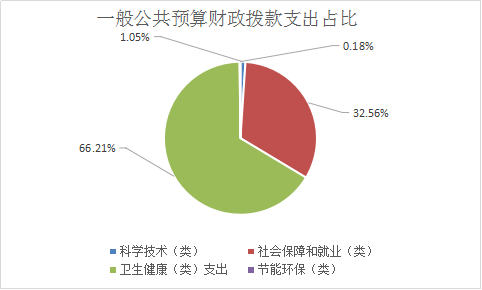 一般公共预算财政拨款支出占比
1.05%
0.18%
32.56%
66.21%
科学技术（类）
社会保障和就业（类）
卫生健康（类）支出
节能环保（类）